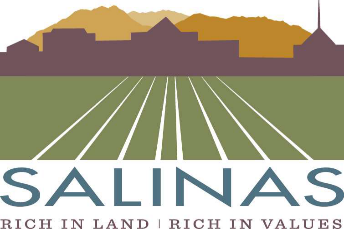 SALINAS
RICH IN LAND | RICH IN VALUES